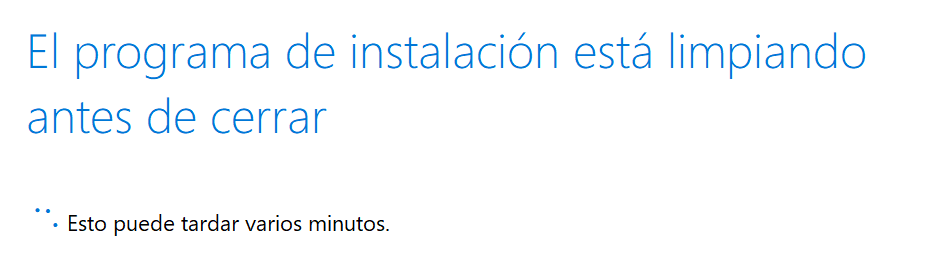 El programa de instalación está limpiando
antes de cerrar
Esto puede tardar varios minutos.